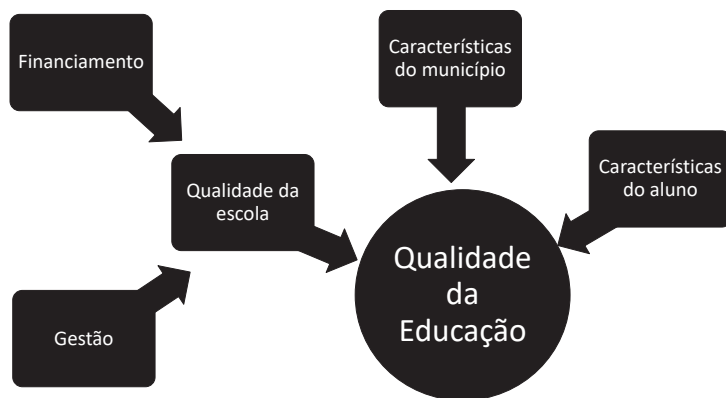 Financiamento
Características
do município
Qualidade da
escola
Características
do aluno
Qualidade
da
Educação
Gestão